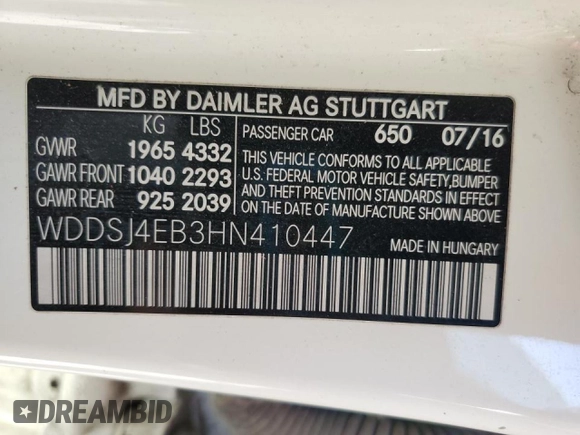 MFD BY DAIMLER AG STUTTGART
KG LBS
GWR 1965 4332
GAWR FRONT 1040 2293
GAWR REAR 925 2039
PASSENGER CAR 650 07/16
THIS VEHICLE CONFORMS TO ALL APPLICABLE
U.S. FEDERAL MOTOR VEHICLE SAFETY, BUMPER
AND THEFT PREVENTION STANDARDS IN EFFECT
ON THE DATE OF MANUFACTURE SHOWN ABOVE.
WDDSJ4EB3HN410447
MADE IN HUNGARY
DREAMBID